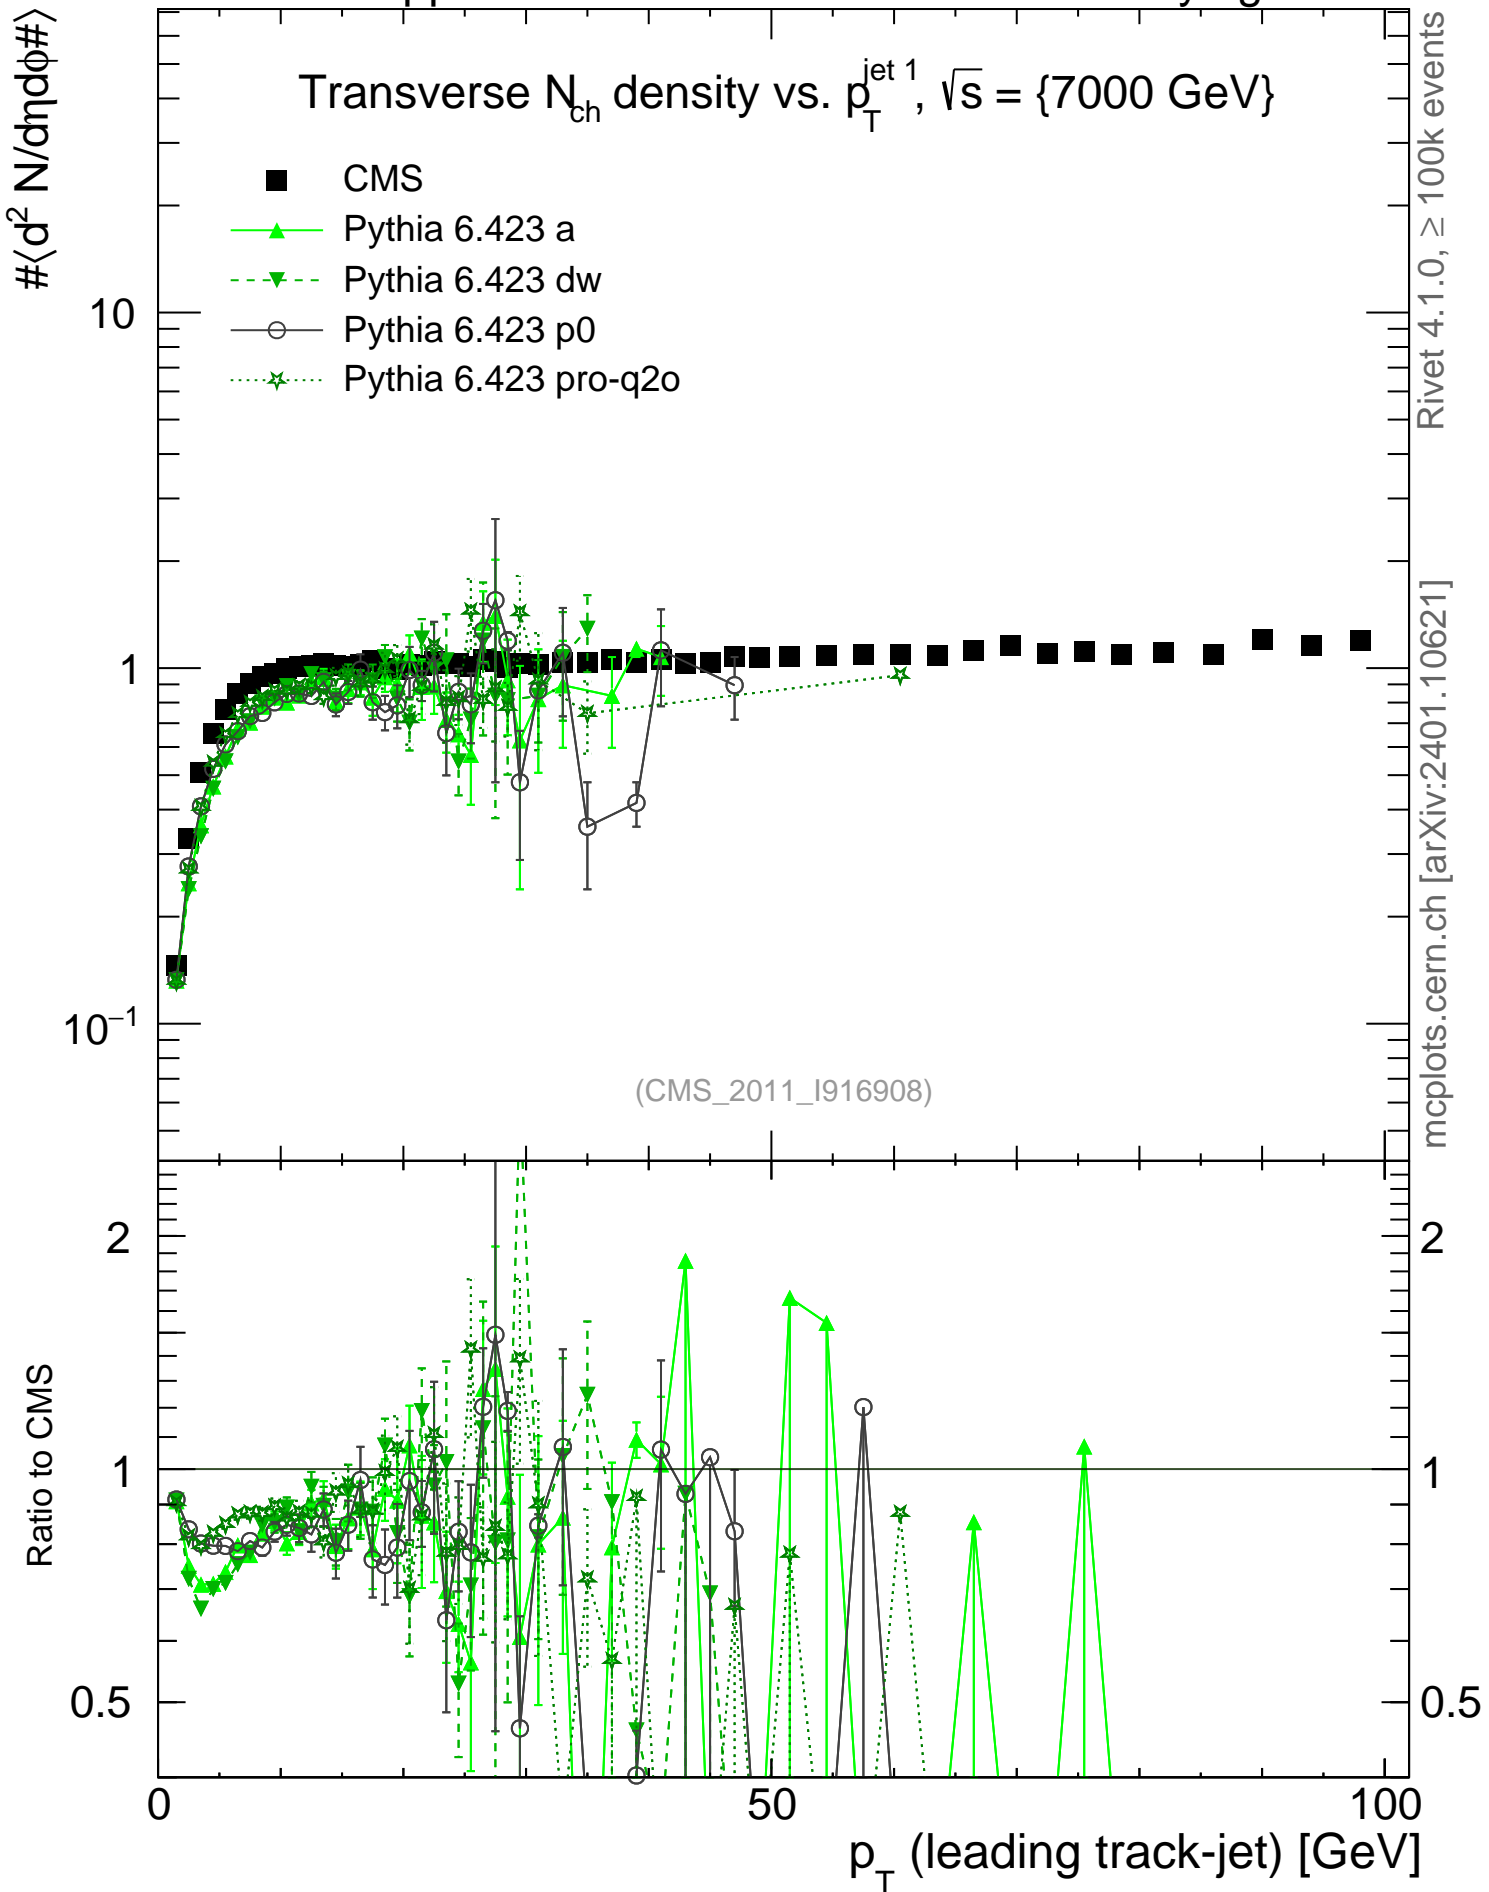 Transverse N_ch density vs. p_T^jet 1, √s = {7000 GeV}
#⟨d² N/dηdϕ#⟩
CMS
Pythia 6.423 a
Pythia 6.423 dw
Pythia 6.423 p0
Pythia 6.423 pro-q2o
10
1
10⁻¹
(CMS_2011_I916908)
Rivet 4.1.0, ≥ 100k events
mcplots.cern.ch [arXiv:2401.10621]
Ratio to CMS
2
1
0.5
2
1
0.5
0
50
100
p_T (leading track-jet) [GeV]